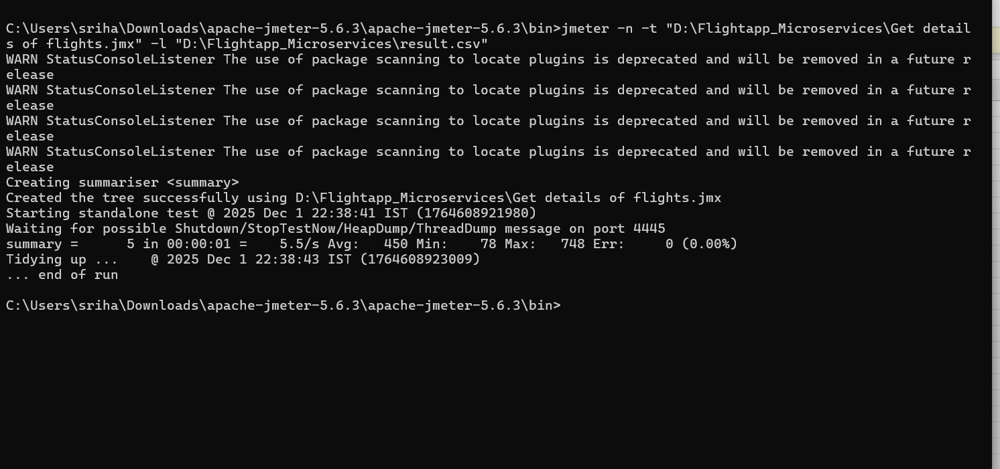 C:\Users\sriha\Downloads\apache-jmeter-5.6.3\apache-jmeter-5.6.3\bin>jmeter -n -t "D:\Flightapp_Microservices\Get detail
s of flights.jmx" -l "D:\Flightapp_Microservices\result.csv"
WARN StatusConsoleListener The use of package scanning to locate plugins is deprecated and will be removed in a future r
elease
WARN StatusConsoleListener The use of package scanning to locate plugins is deprecated and will be removed in a future r
elease
WARN StatusConsoleListener The use of package scanning to locate plugins is deprecated and will be removed in a future r
elease
WARN StatusConsoleListener The use of package scanning to locate plugins is deprecated and will be removed in a future r
elease
Creating summariser <summary>
Created the tree successfully using D:\Flightapp_Microservices\Get details of flights.jmx
Starting standalone test @ 2025 Dec 1 22:38:41 IST (1764608921980)
Waiting for possible Shutdown/StopTestNow/HeapDump/ThreadDump message on port 4445
summary =      5 in 00:00:01 =    5.5/s Avg:   450 Min:    78 Max:   748 Err:     0 (0.00%)
Tidying up ...    @ 2025 Dec 1 22:38:43 IST (1764608923009)
... end of run
C:\Users\sriha\Downloads\apache-jmeter-5.6.3\apache-jmeter-5.6.3\bin>